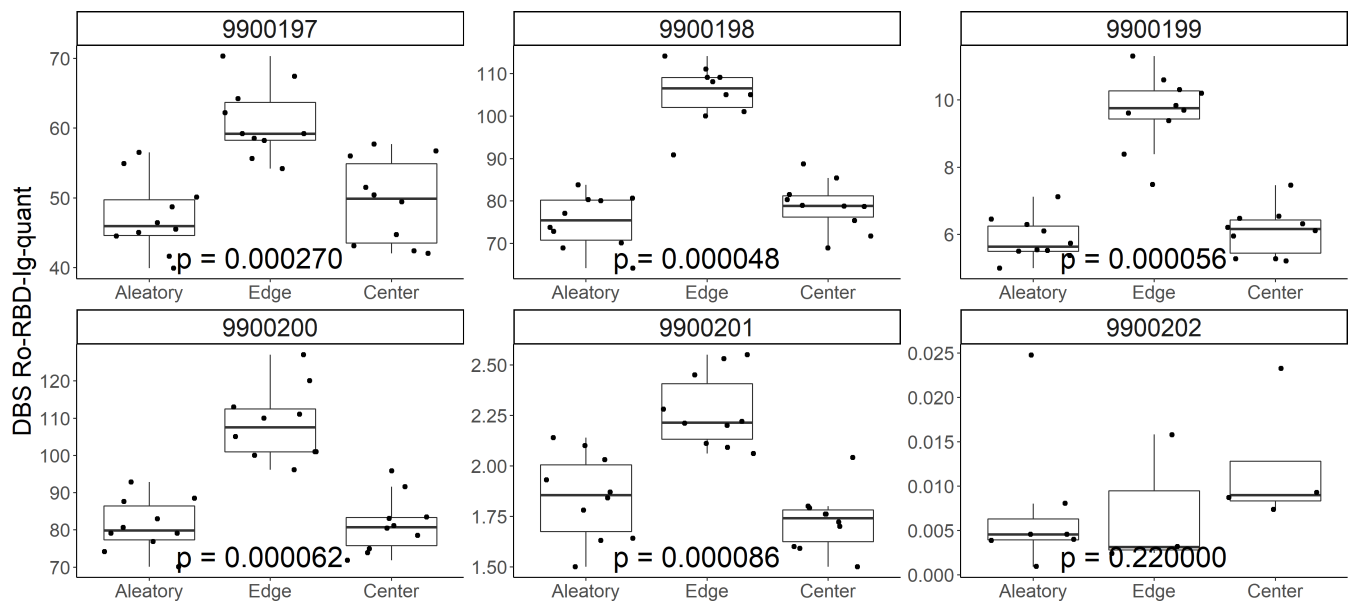 9900197 9900198 9900199
DBS Ro-RBD-Ig-quant
70
60
50
40
p = 0.000270
Aleatory Edge Center
110
100
90
80
70
p = 0.000048
Aleatory Edge Center
10
8
6
p = 0.000056
Aleatory Edge Center
9900200 9900201 9900202
120
110
100
90
80
70
p = 0.000062
Aleatory Edge Center
2.50
2.25
2.00
1.75
1.50
p = 0.000086
Aleatory Edge Center
0.025
0.020
0.015
0.010
0.005
0.000
p = 0.220000
Aleatory Edge Center